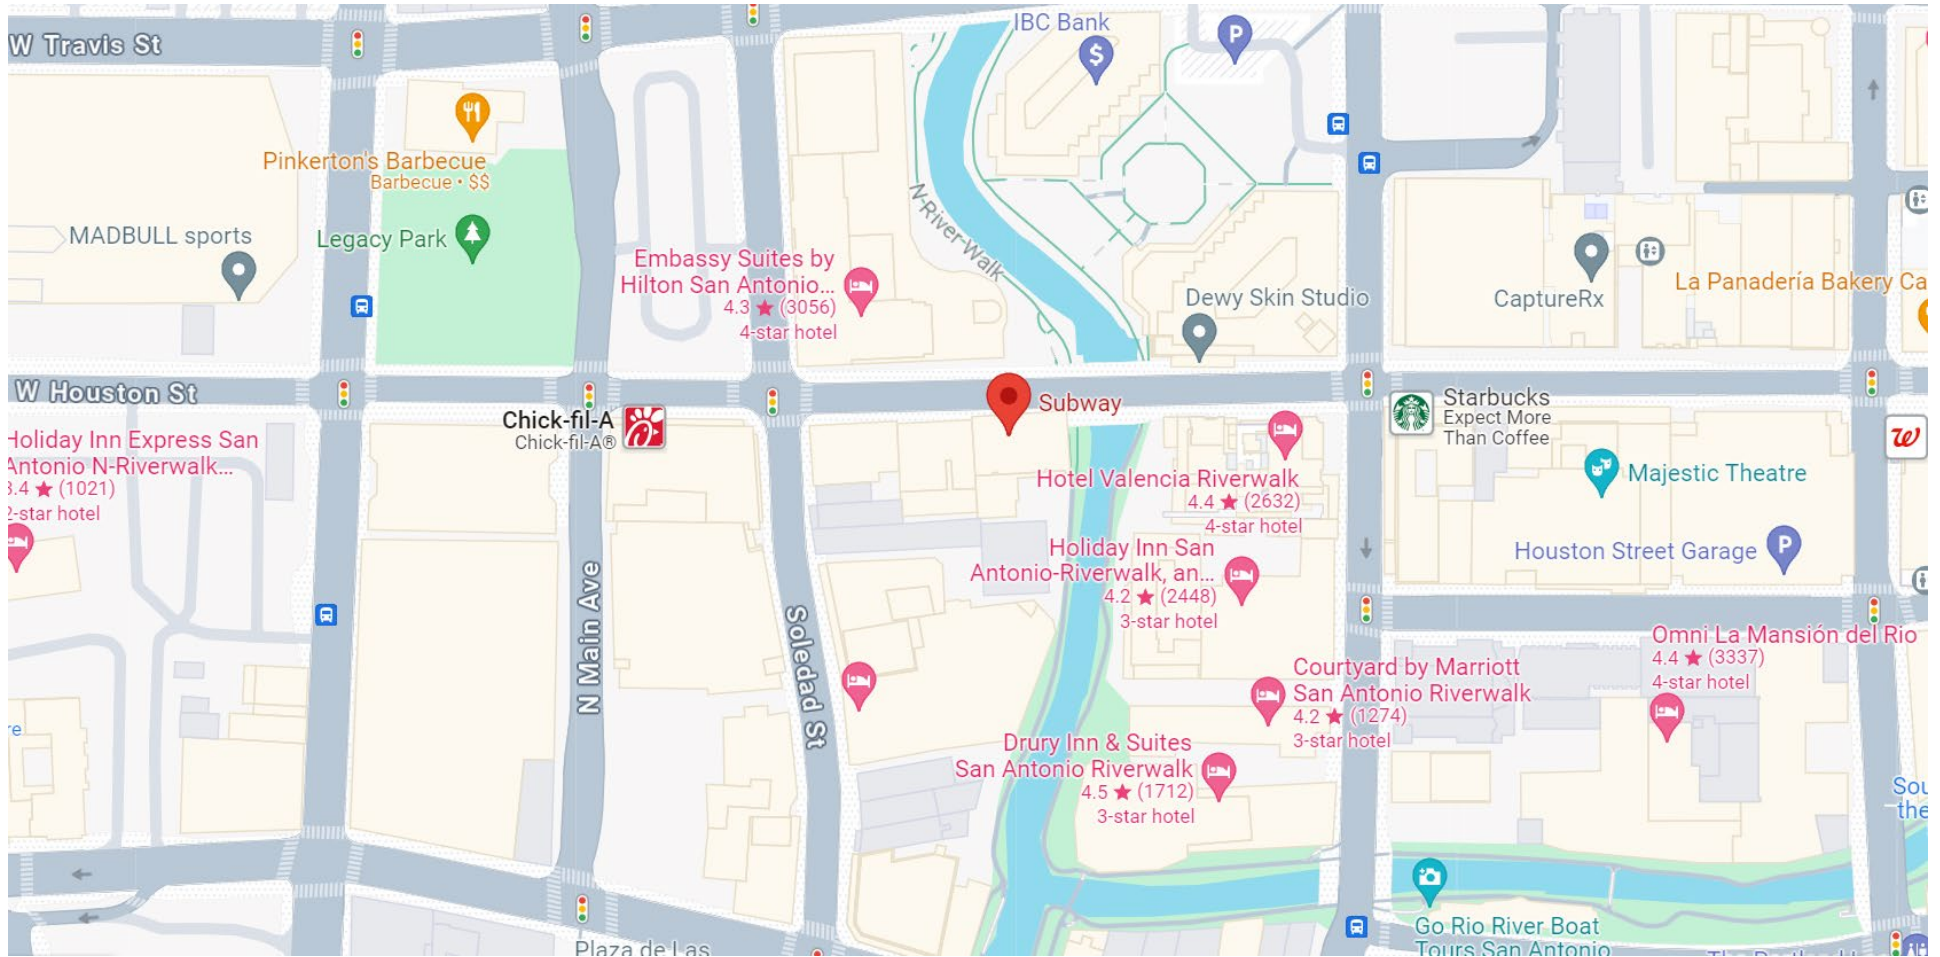 W Travis St
IBC Bank
P
Pinkerton's Barbecue
Barbecue • $$
N River Walk
MADBULL sports
Legacy Park
Embassy Suites by
Hilton San Antonio...
4.3 ★ (3056)
4-star hotel
Dewy Skin Studio
CaptureRx
La Panadería Bakery Ca
W Houston St
Chick-fil-A
Chick-fil-A®
Subway
Starbucks
Expect More
Than Coffee
Holiday Inn Express San
Antonio N-Riverwalk...
3.4 ★ (1021)
2-star hotel
Hotel Valencia Riverwalk
4.4 ★ (2632)
4-star hotel
Majestic Theatre
Houston Street Garage
P
Holiday Inn San
Antonio-Riverwalk, an...
4.2 ★ (2448)
3-star hotel
N Main Ave
Soledad St
Omni La Mansión del Rio
4.4 ★ (3337)
4-star hotel
Courtyard by Marriott
San Antonio Riverwalk
4.2 ★ (1274)
3-star hotel
Drury Inn & Suites
San Antonio Riverwalk
4.5 ★ (1712)
3-star hotel
re
Sou
the
Go Rio River Boat
Tours San Antonio
Plaza de Las